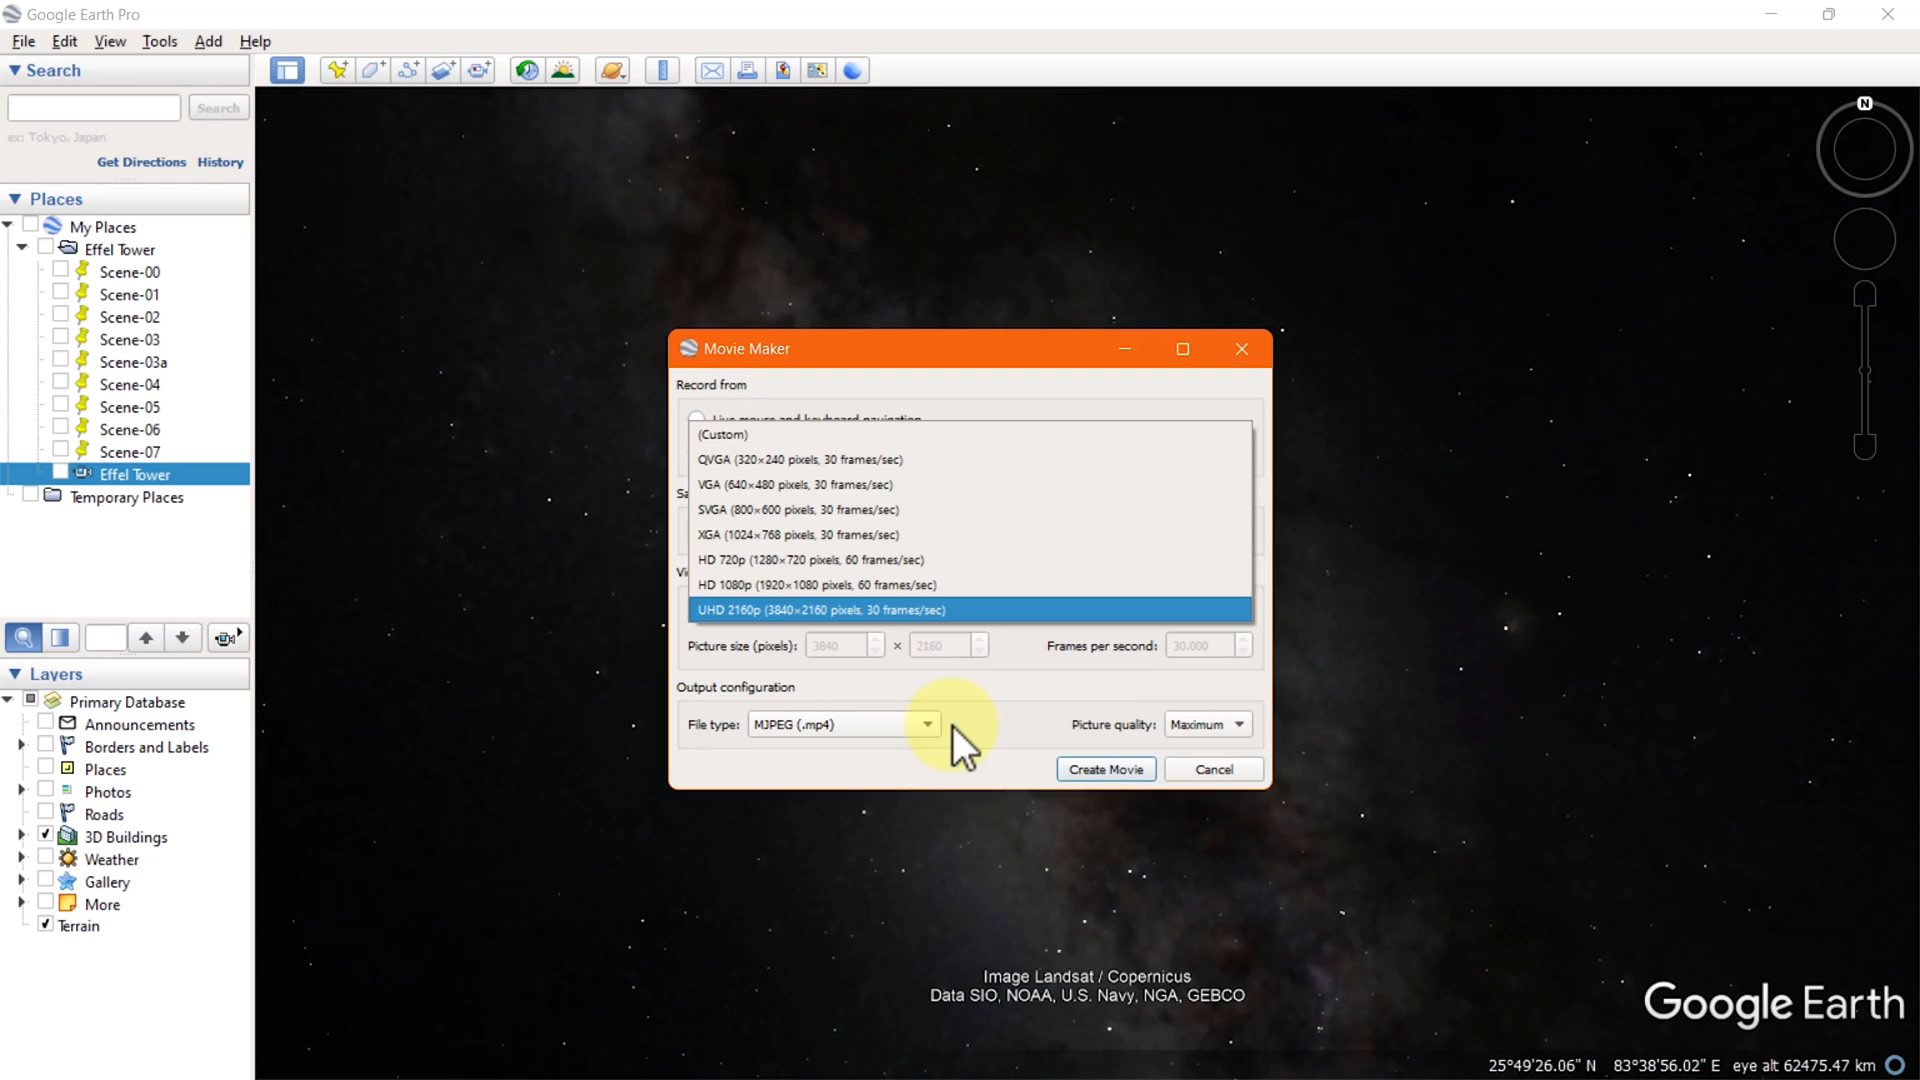 Google Earth Pro
File Edit View Tools Add Help
Search
Search
ex: Tokyo, Japan
Get Directions History
Places
My Places
Effel Tower
Scene-00
Scene-01
Scene-02
Scene-03
Scene-03a
Scene-04
Scene-05
Scene-06
Scene-07
Effel Tower
Temporary Places
Layers
Primary Database
Announcements
Borders and Labels
Places
Photos
Roads
3D Buildings
Weather
Gallery
More
Terrain
N
Movie Maker
Record from
Live mouse and keyboard navigation
(Custom)
QVGA (320×240 pixels, 30 frames/sec)
VGA (640×480 pixels, 30 frames/sec)
SVGA (800×600 pixels, 30 frames/sec)
XGA (1024×768 pixels, 30 frames/sec)
HD 720p (1280×720 pixels, 60 frames/sec)
HD 1080p (1920×1080 pixels, 60 frames/sec)
UHD 2160p (3840×2160 pixels, 30 frames/sec)
Picture size (pixels): 3840 × 2160 Frames per second: 30.000
Output configuration
File type: MJPEG (.mp4) Picture quality: Maximum
Create Movie Cancel
Image Landsat / Copernicus
Data SIO, NOAA, U.S. Navy, NGA, GEBCO
Google Earth
25°49'26.06" N 83°38'56.02" E eye alt 62475.47 km